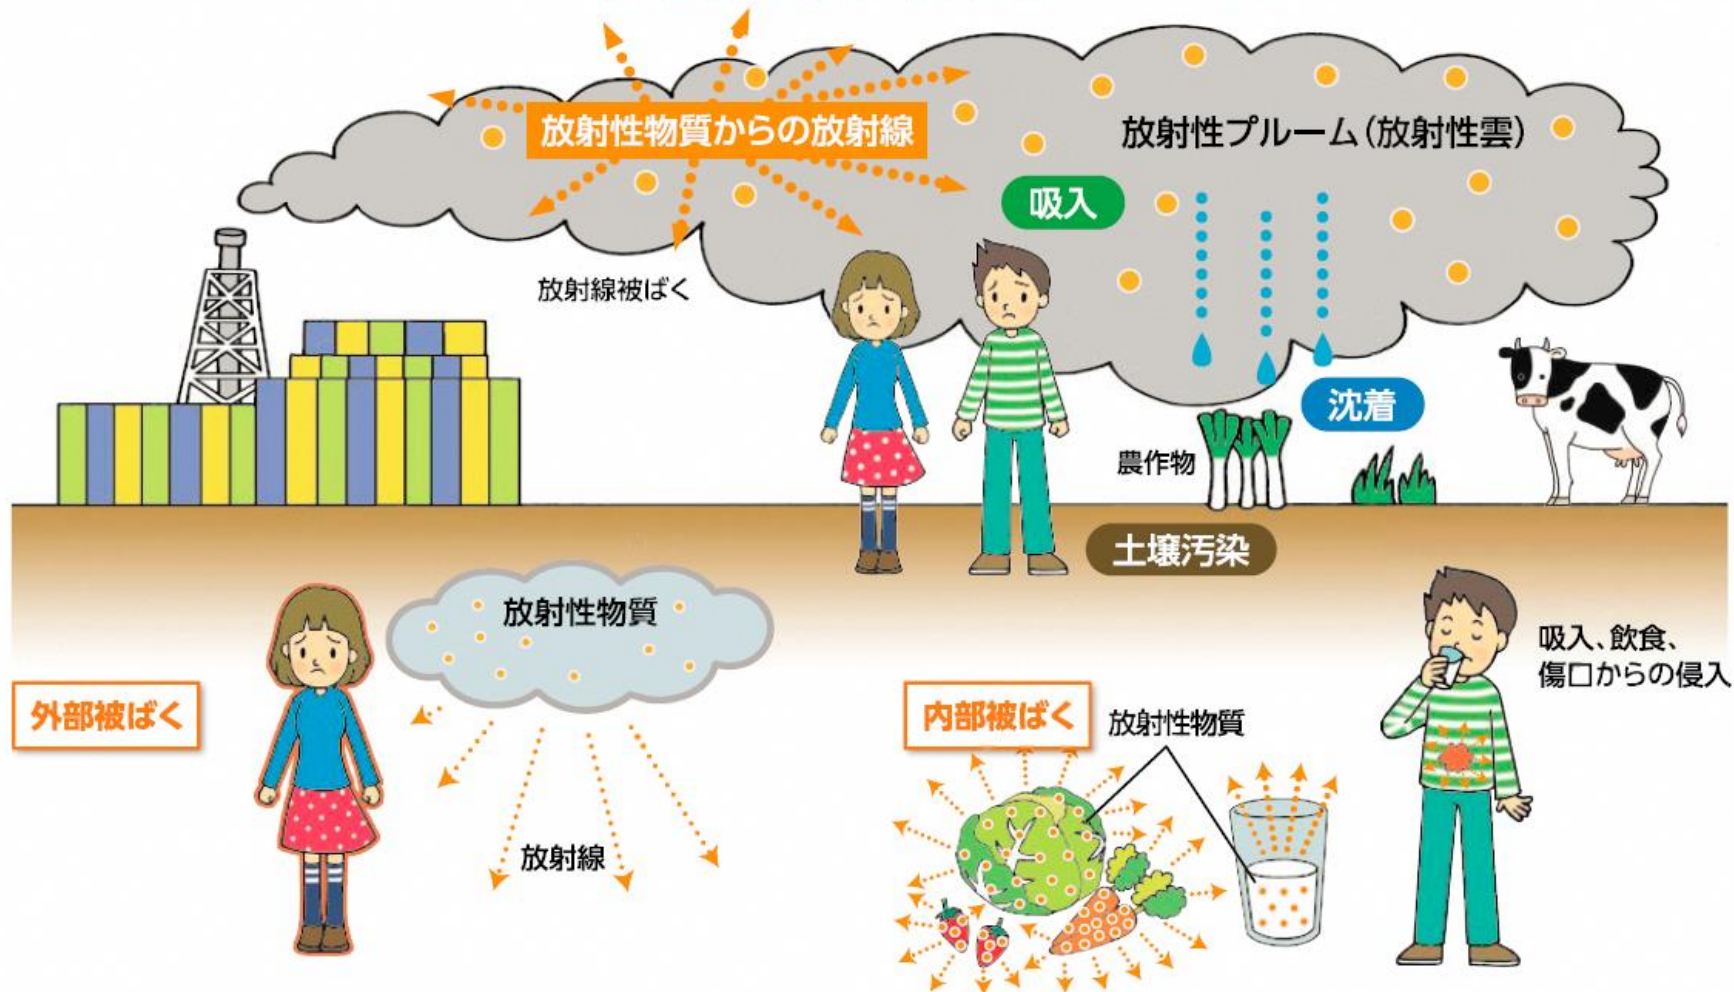 放射性物質からの放射線
放射性プルーム（放射性雲）
吸入
放射線被ばく
沈着
農作物
土壌汚染
放射性物質
吸入、飲食、
傷口からの侵入
外部被ばく
内部被ばく
放射性物質
放射線